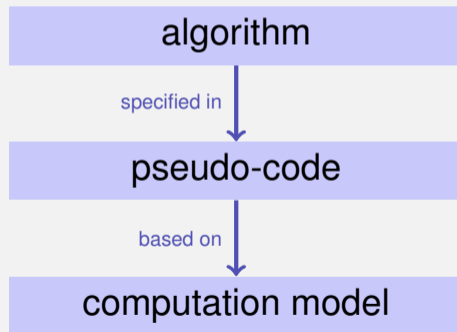 algorithm
specified in
pseudo-code
based on
computation model